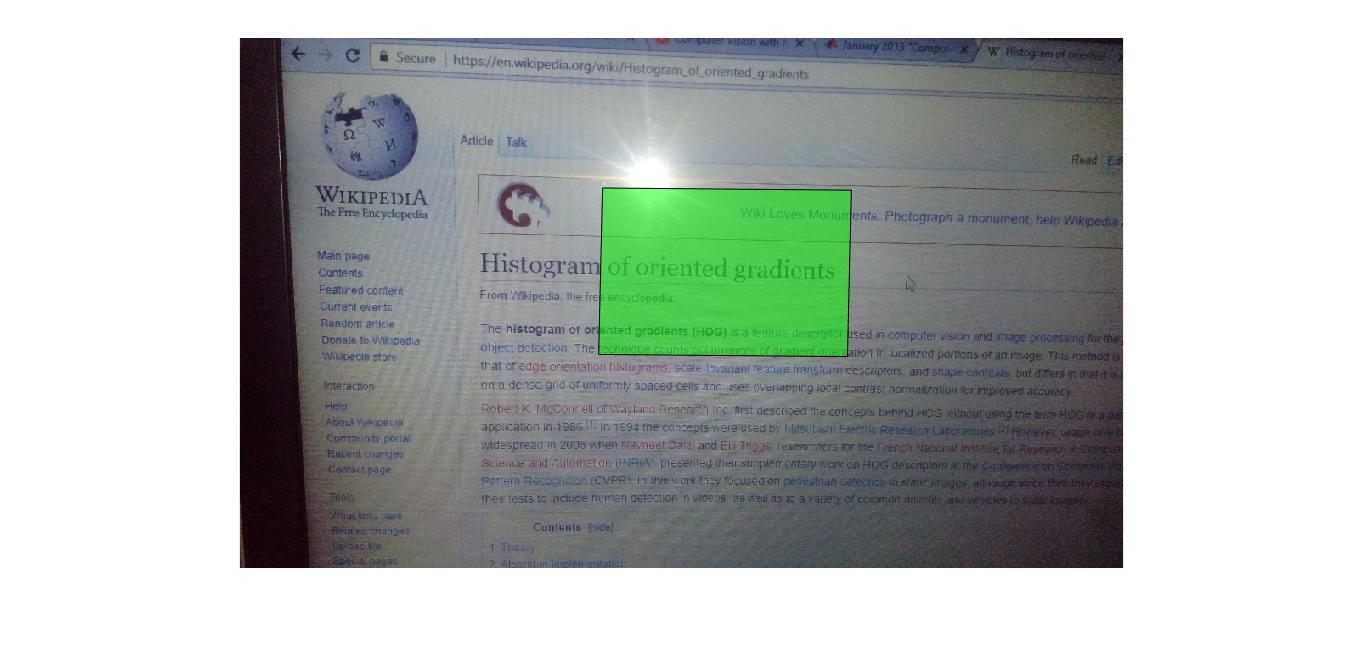 Computer Vision with
January 2013 "Comput
Histogram of oriented
Secure https://en.wikipedia.org/wiki/Histogram_of_oriented_gradients
Article Talk
Read Ed
WIKIPEDIA
The Free Encyclopedia
Main page
Contents
Featured content
Current events
Random article
Donate to Wikipedia
Wikipedia store
Interaction
Help
About Wikipedia
Community portal
Recent changes
Contact page
Tools
What links here
Related changes
Upload file
Special pages
Wiki Loves Monuments: Photograph a monument, help Wikipedia
Histogram of oriented gradients
From Wikipedia, the free encyclopedia
The histogram of oriented gradients (HOG) is a feature descriptor used in computer vision and image processing for the
object detection. The technique counts occurrences of gradient orientation in localized portions of an image. This method is
that of edge orientation histograms, scale-invariant feature transform descriptors, and shape contexts, but differs in that it is
on a dense grid of uniformly spaced cells and uses overlapping local contrast normalization for improved accuracy.
Robert K. McConnell of Wayland Research Inc. first described the concepts behind HOG without using the term HOG in a pa
application in 1986.[1] In 1994 the concepts were used by Mitsubishi Electric Research Laboratories.[2] However, usage only
widespread in 2005 when Navneet Dalal and Bill Triggs, researchers for the French National Institute for Research in Compute
Science and Automation (INRIA), presented their supplementary work on HOG descriptors at the Conference on Computer
Pattern Recognition (CVPR). In this work they focused on pedestrian detection in static images, although since then they expan
their tests to include human detection in videos, as well as to a variety of common animals and vehicles in static imagery.
Contents [hide]
1 Theory
2 Algorithm implementation